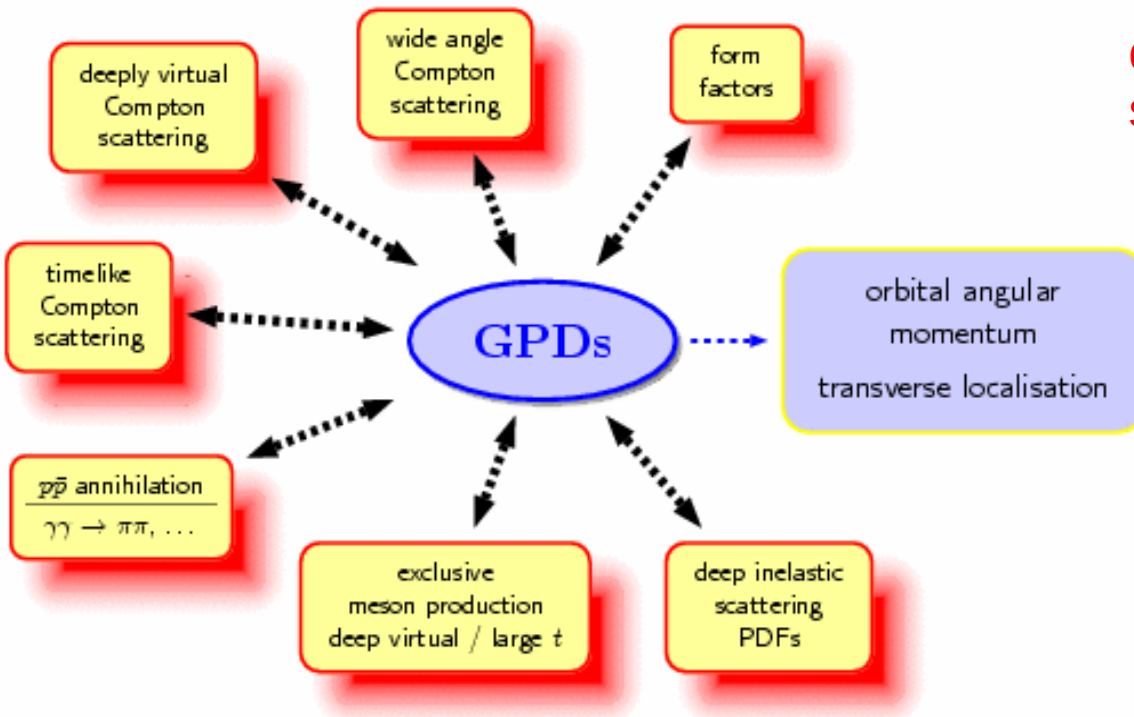 deeply virtual
Compton
scattering
wide angle
Compton
scattering
form
factors
timelike
Compton
scattering
GPDs
orbital angular
momentum
transverse localisation
pp̄ annihilation
γγ → ππ, ...
exclusive
meson production
deep virtual / large t
deep inelastic
scattering
PDFs